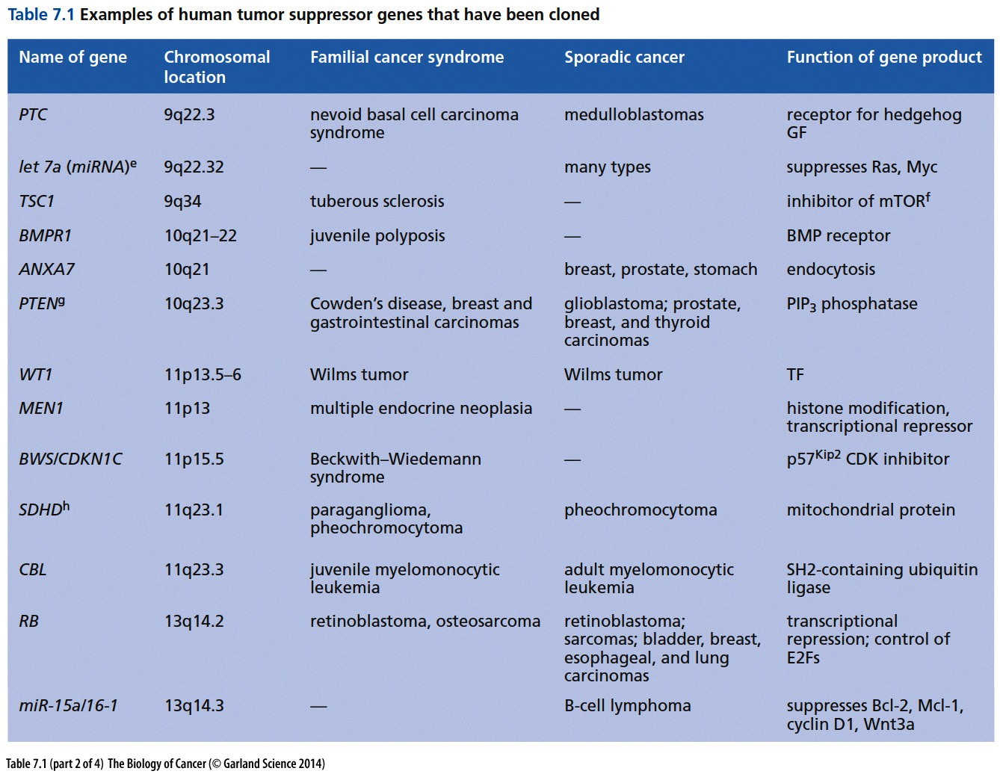 Table 7.1 Examples of human tumor suppressor genes that have been cloned
Name of gene Chromosomal location Familial cancer syndrome Sporadic cancer Function of gene product
PTC 9q22.3 nevoid basal cell carcinoma syndrome medulloblastomas receptor for hedgehog GF
let 7a (miRNA)e 9q22.32 — many types suppresses Ras, Myc
TSC1 9q34 tuberous sclerosis — inhibitor of mTORf
BMPR1 10q21–22 juvenile polyposis — BMP receptor
ANXA7 10q21 — breast, prostate, stomach endocytosis
PTENg 10q23.3 Cowden’s disease, breast and gastrointestinal carcinomas glioblastoma; prostate, breast, and thyroid carcinomas PIP3 phosphatase
WT1 11p13.5–6 Wilms tumor Wilms tumor TF
MEN1 11p13 multiple endocrine neoplasia — histone modification, transcriptional repressor
BWS/CDKN1C 11p15.5 Beckwith–Wiedemann syndrome — p57Kip2 CDK inhibitor
SDHDh 11q23.1 paraganglioma, pheochromocytoma pheochromocytoma mitochondrial protein
CBL 11q23.3 juvenile myelomonocytic leukemia adult myelomonocytic leukemia SH2-containing ubiquitin ligase
RB 13q14.2 retinoblastoma, osteosarcoma retinoblastoma; sarcomas; bladder, breast, esophageal, and lung carcinomas transcriptional repression; control of E2Fs
miR-15a/16-1 13q14.3 — B-cell lymphoma suppresses Bcl-2, Mcl-1, cyclin D1, Wnt3a
Table 7.1 (part 2 of 4) The Biology of Cancer (© Garland Science 2014)